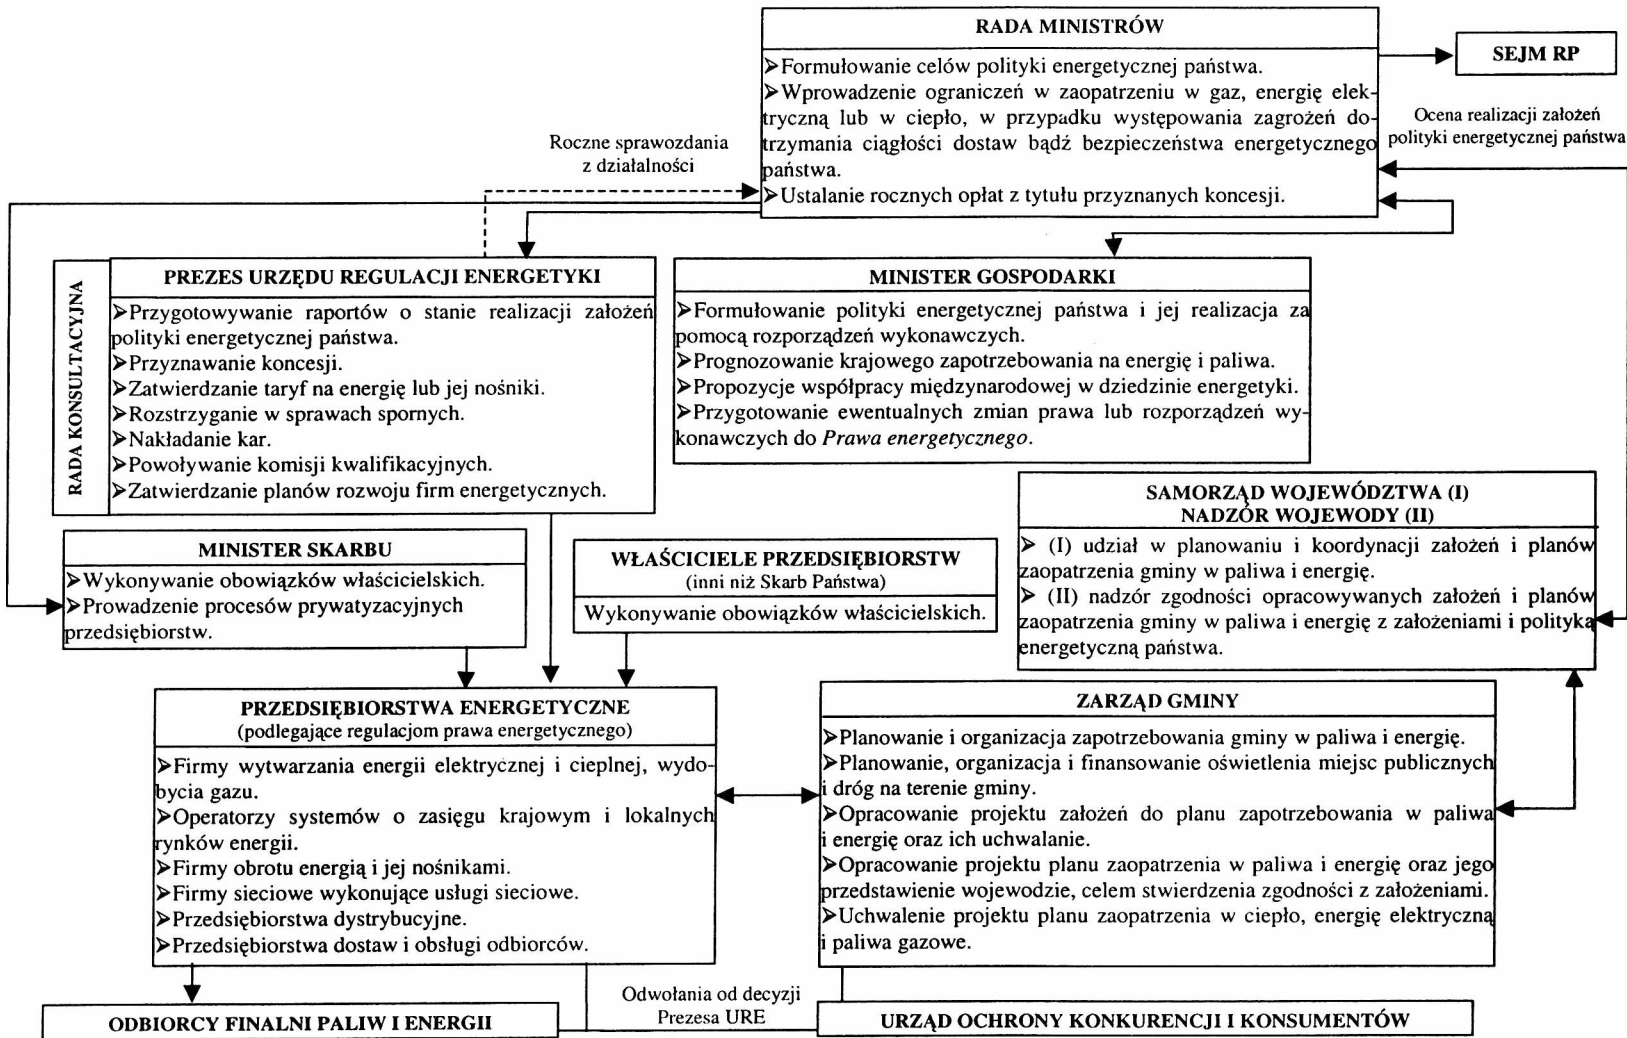 RADA MINISTRÓW
➤Formułowanie celów polityki energetycznej państwa.
➤Wprowadzenie ograniczeń w zaopatrzeniu w gaz, energię elek-
tryczną lub w ciepło, w przypadku występowania zagrożeń do-
trzymania ciągłości dostaw bądź bezpieczeństwa energetycznego
państwa.
➤Ustalanie rocznych opłat z tytułu przyznanych koncesji.
SEJM RP
Ocena realizacji założeń
polityki energetycznej państwa
Roczne sprawozdania
z działalności
RADA KONSULTACYJNA
PREZES URZĘDU REGULACJI ENERGETYKI
➤Przygotowywanie raportów o stanie realizacji założeń
polityki energetycznej państwa.
➤Przyznawanie koncesji.
➤Zatwierdzanie taryf na energię lub jej nośniki.
➤Rozstrzyganie w sprawach spornych.
➤Nakładanie kar.
➤Powoływanie komisji kwalifikacyjnych.
➤Zatwierdzanie planów rozwoju firm energetycznych.
MINISTER GOSPODARKI
➤Formułowanie polityki energetycznej państwa i jej realizacja za
pomocą rozporządzeń wykonawczych.
➤Prognozowanie krajowego zapotrzebowania na energię i paliwa.
➤Propozycje współpracy międzynarodowej w dziedzinie energetyki.
➤Przygotowanie ewentualnych zmian prawa lub rozporządzeń wy-
konawczych do Prawa energetycznego.
SAMORZĄD WOJEWÓDZTWA (I)
NADZÓR WOJEWODY (II)
➤ (I) udział w planowaniu i koordynacji założeń i planów
zaopatrzenia gminy w paliwa i energię.
➤ (II) nadzór zgodności opracowywanych założeń i planów
zaopatrzenia gminy w paliwa i energię z założeniami i polityką
energetyczną państwa.
MINISTER SKARBU
➤Wykonywanie obowiązków właścicielskich.
➤Prowadzenie procesów prywatyzacyjnych
przedsiębiorstw.
WŁAŚCICIELE PRZEDSIĘBIORSTW
(inni niż Skarb Państwa)
Wykonywanie obowiązków właścicielskich.
PRZEDSIĘBIORSTWA ENERGETYCZNE
(podlegające regulacjom prawa energetycznego)
➤Firmy wytwarzania energii elektrycznej i cieplnej, wydo-
bycia gazu.
➤Operatorzy systemów o zasięgu krajowym i lokalnych
rynków energii.
➤Firmy obrotu energią i jej nośnikami.
➤Firmy sieciowe wykonujące usługi sieciowe.
➤Przedsiębiorstwa dystrybucyjne.
➤Przedsiębiorstwa dostaw i obsługi odbiorców.
ZARZĄD GMINY
➤Planowanie i organizacja zapotrzebowania gminy w paliwa i energię.
➤Planowanie, organizacja i finansowanie oświetlenia miejsc publicznych
i dróg na terenie gminy.
➤Opracowanie projektu założeń do planu zapotrzebowania w paliwa
i energię oraz ich uchwalanie.
➤Opracowanie projektu planu zaopatrzenia w paliwa i energię oraz jego
przedstawienie wojewodzie, celem stwierdzenia zgodności z założeniami.
➤Uchwalenie projektu planu zaopatrzenia w ciepło, energię elektryczną
i paliwa gazowe.
Odwołania od decyzji
Prezesa URE
ODBIORCY FINALNI PALIW I ENERGII
URZĄD OCHRONY KONKURENCJI I KONSUMENTÓW